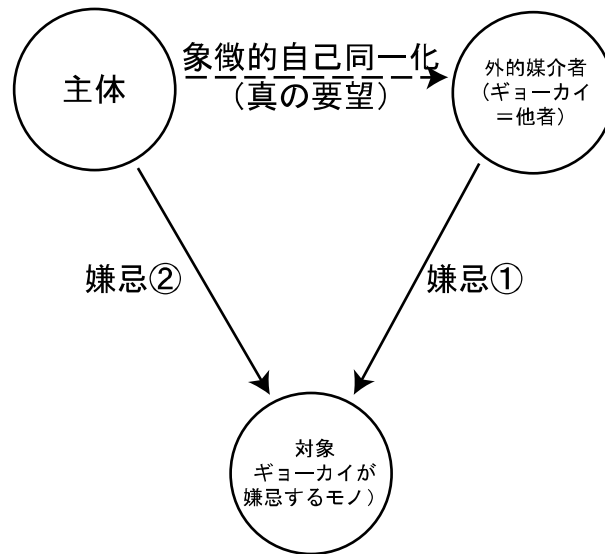 象徴的自己同一化
（真の要望）
主体
外的媒介者
（ギョーカイ
＝他者）
嫌忌②
嫌忌①
対象
ギョーカイが
嫌忌するモノ）